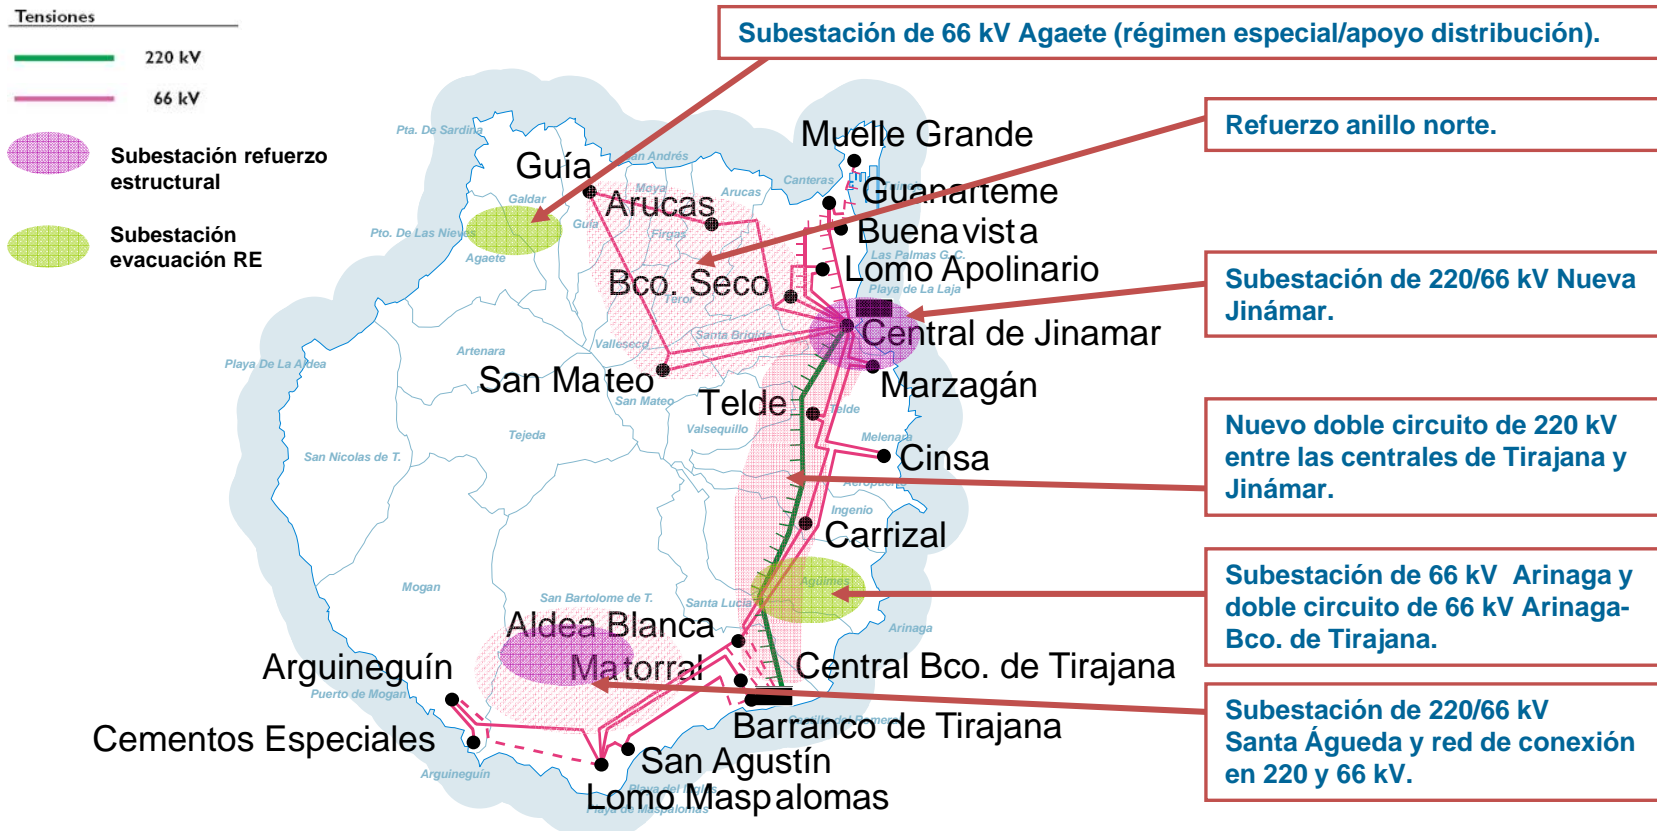 Tensiones
220 kV
66 kV
Subestación refuerzo
estructural
Subestación
evacuación RE
Subestación de 66 kV Agaete (régimen especial/apoyo distribución).
Refuerzo anillo norte.
Subestación de 220/66 kV Nueva
Jinámar.
Nuevo doble circuito de 220 kV
entre las centrales de Tirajana y
Jinámar.
Subestación de 66 kV Arinaga y
doble circuito de 66 kV Arinaga-
Bco. de Tirajana.
Subestación de 220/66 kV
Santa Águeda y red de conexión
en 220 y 66 kV.
Muelle Grande
Guía
Guanarteme
Arucas
Buenavista
Lomo Apolinario
Bco. Seco
Central de Jinamar
San Mateo
Marzagán
Telde
Cinsa
Carrizal
Aldea Blanca
Matorral
Central Bco. de Tirajana
Arguineguín
Barranco de Tirajana
Cementos Especiales
San Agustín
Lomo Maspalomas
Pta. De Sardina
San Andrés
Moya
Arucas
Canteras
Galdar
Guía
Firgas
Pto. De Las Nieves
Agaete
Las Palmas G. C.
Playa de La Laja
Teror
Santa Brigida
Valleseco
Artenara
Playa De La Aldea
San Mateo
Telde
Valsequillo
Melenara
Tejeda
San Nicolas de T.
Ingenio
Mogan
Agüimes
San Bartolome de T.
Santa Lucia
Arinaga
Puerto de Mogan
Arguineguín
Playa de Maspalomas